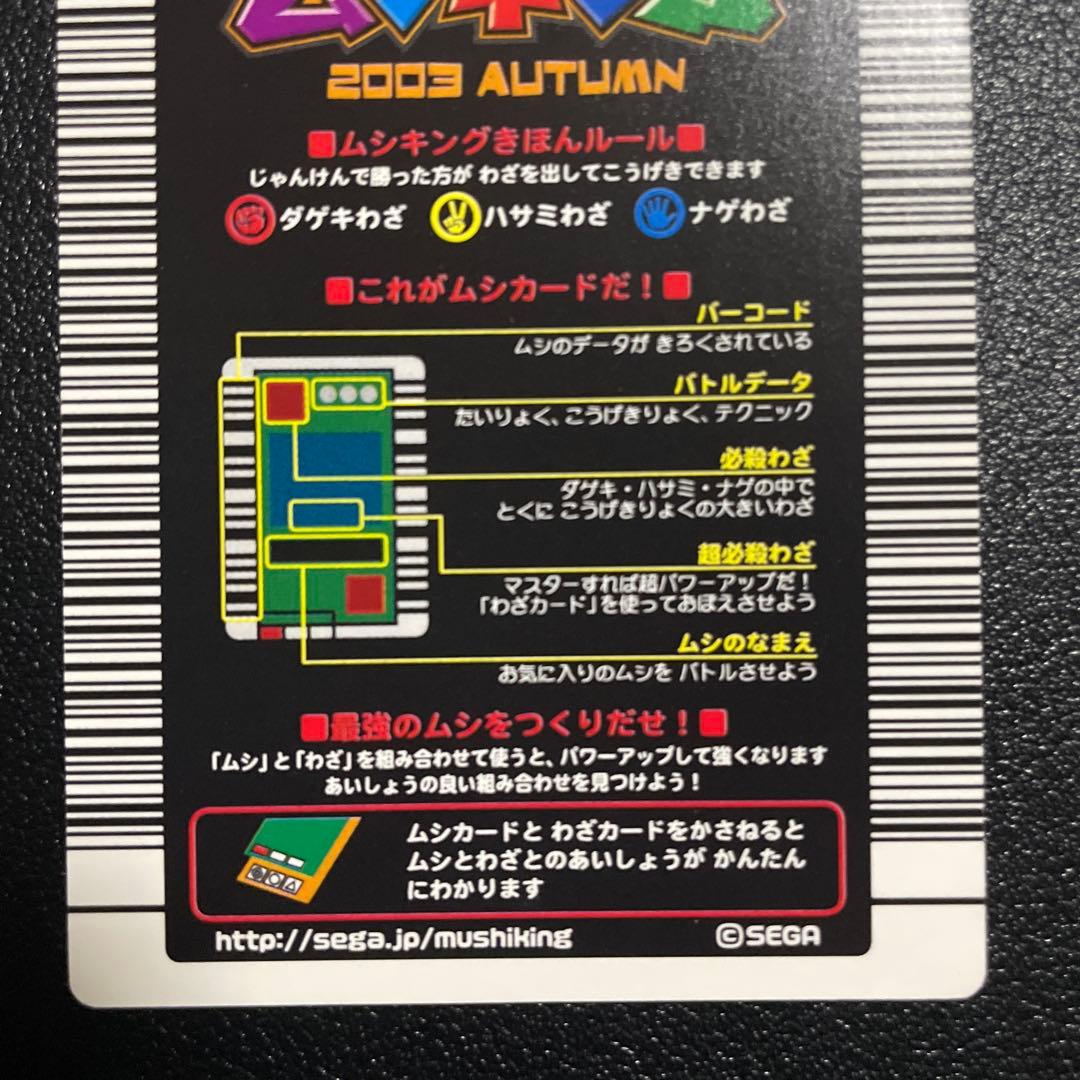 2003 AUTUMN
■ムシキングきほんルール■
じゃんけんで勝った方が わざを出してこうげきできます
ダゲキわざ ハサミわざ ナゲわざ
■これがムシカードだ！■
バーコード
ムシのデータが きろくされている
バトルデータ
たいりょく、こうげきりょく、テクニック
必殺わざ
ダゲキ・ハサミ・ナゲの中で
とくに こうげきりょくの大きいわざ
超必殺わざ
マスターすれば超パワーアップだ！
「わざカード」を使っておぼえさせよう
ムシのなまえ
お気に入りのムシを バトルさせよう
■最強のムシをつくりだせ！■
「ムシ」と「わざ」を組み合わせて使うと、パワーアップして強くなります
あいしょうの良い組み合わせを見つけよう！
ムシカードと わざカードをかさねると
ムシとわざとのあいしょうが かんたん
にわかります
http://sega.jp/mushiking ©SEGA